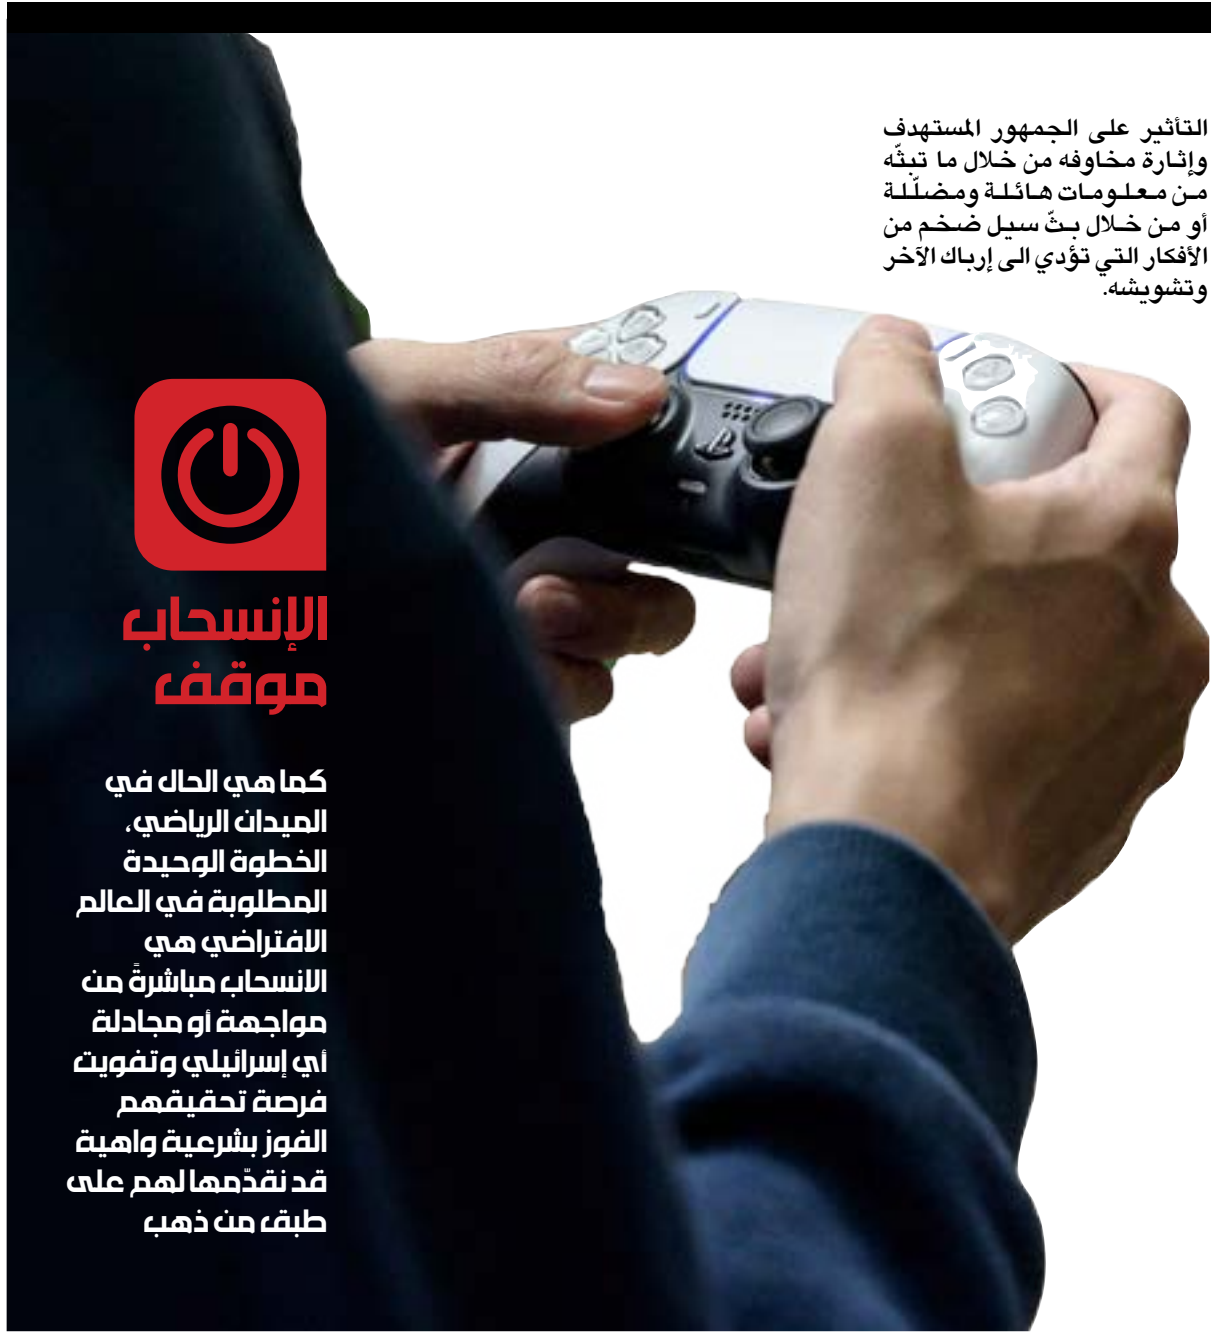 التأثير على الجمهور المستهدف
وإثارة مخاوفه من خلال ما تبثّه
من معلومات هائلة ومضلّلة
أو من خلال بثّ سيل ضخم من
الأفكار التي تؤدي الى إرباك الآخر
وتشويشه.
الإنسحاب
موقف
كما هي الحال في
الميدان الرياضي،
الخطوة الوحيدة
المطلوبة في العالم
الافتراضي هي
الانسحاب مباشرةً من
مواجهة أو مجادلة
أي إسرائيلي وتفويت
فرصة تحقيقهم
الفوز بشرعية واهية
قد نقدّمها لهم على
طبق من ذهب